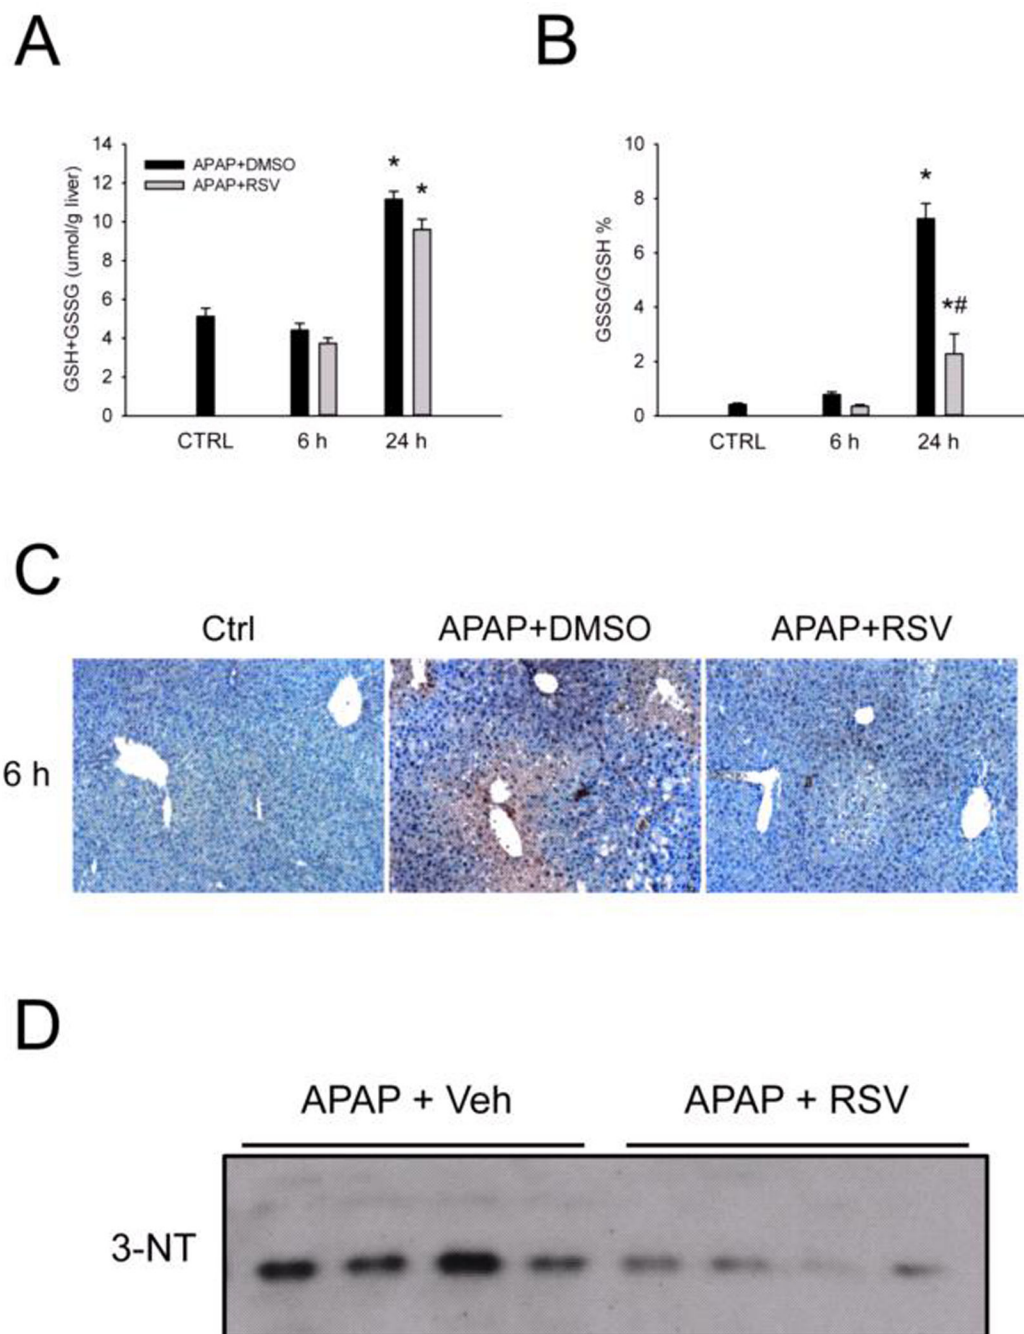 A
B
14
12
10
8
6
4
2
0
GSH+GSSG (umol/g liver)
APAP+DMSO
APAP+RSV
*
*
CTRL
6 h
24 h
10
8
6
4
2
0
GSSG/GSH %
*
*#
CTRL
6 h
24 h
C
Ctrl
APAP+DMSO
APAP+RSV
6 h
D
APAP + Veh
APAP + RSV
3-NT